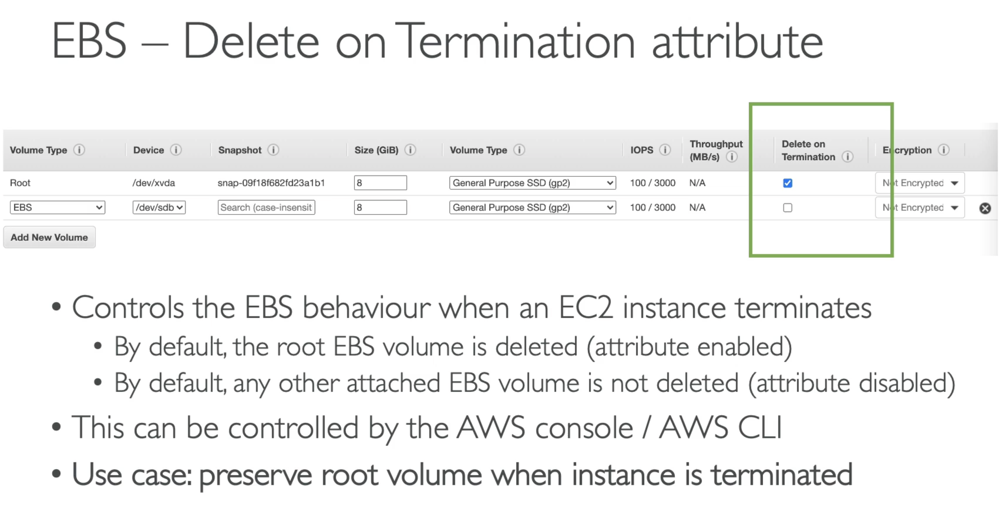 EBS – Delete on Termination attribute
Volume Type Device Snapshot Size (GiB) Volume Type IOPS Throughput (MB/s) Delete on Termination Encryption
Root /dev/xvda snap-09f18f682fd23a1b1 8 General Purpose SSD (gp2) 100 / 3000 N/A Not Encrypted
EBS /dev/sdb Search (case-insensit 8 General Purpose SSD (gp2) 100 / 3000 N/A Not Encrypted
Add New Volume
• Controls the EBS behaviour when an EC2 instance terminates
• By default, the root EBS volume is deleted (attribute enabled)
• By default, any other attached EBS volume is not deleted (attribute disabled)
• This can be controlled by the AWS console / AWS CLI
• Use case: preserve root volume when instance is terminated